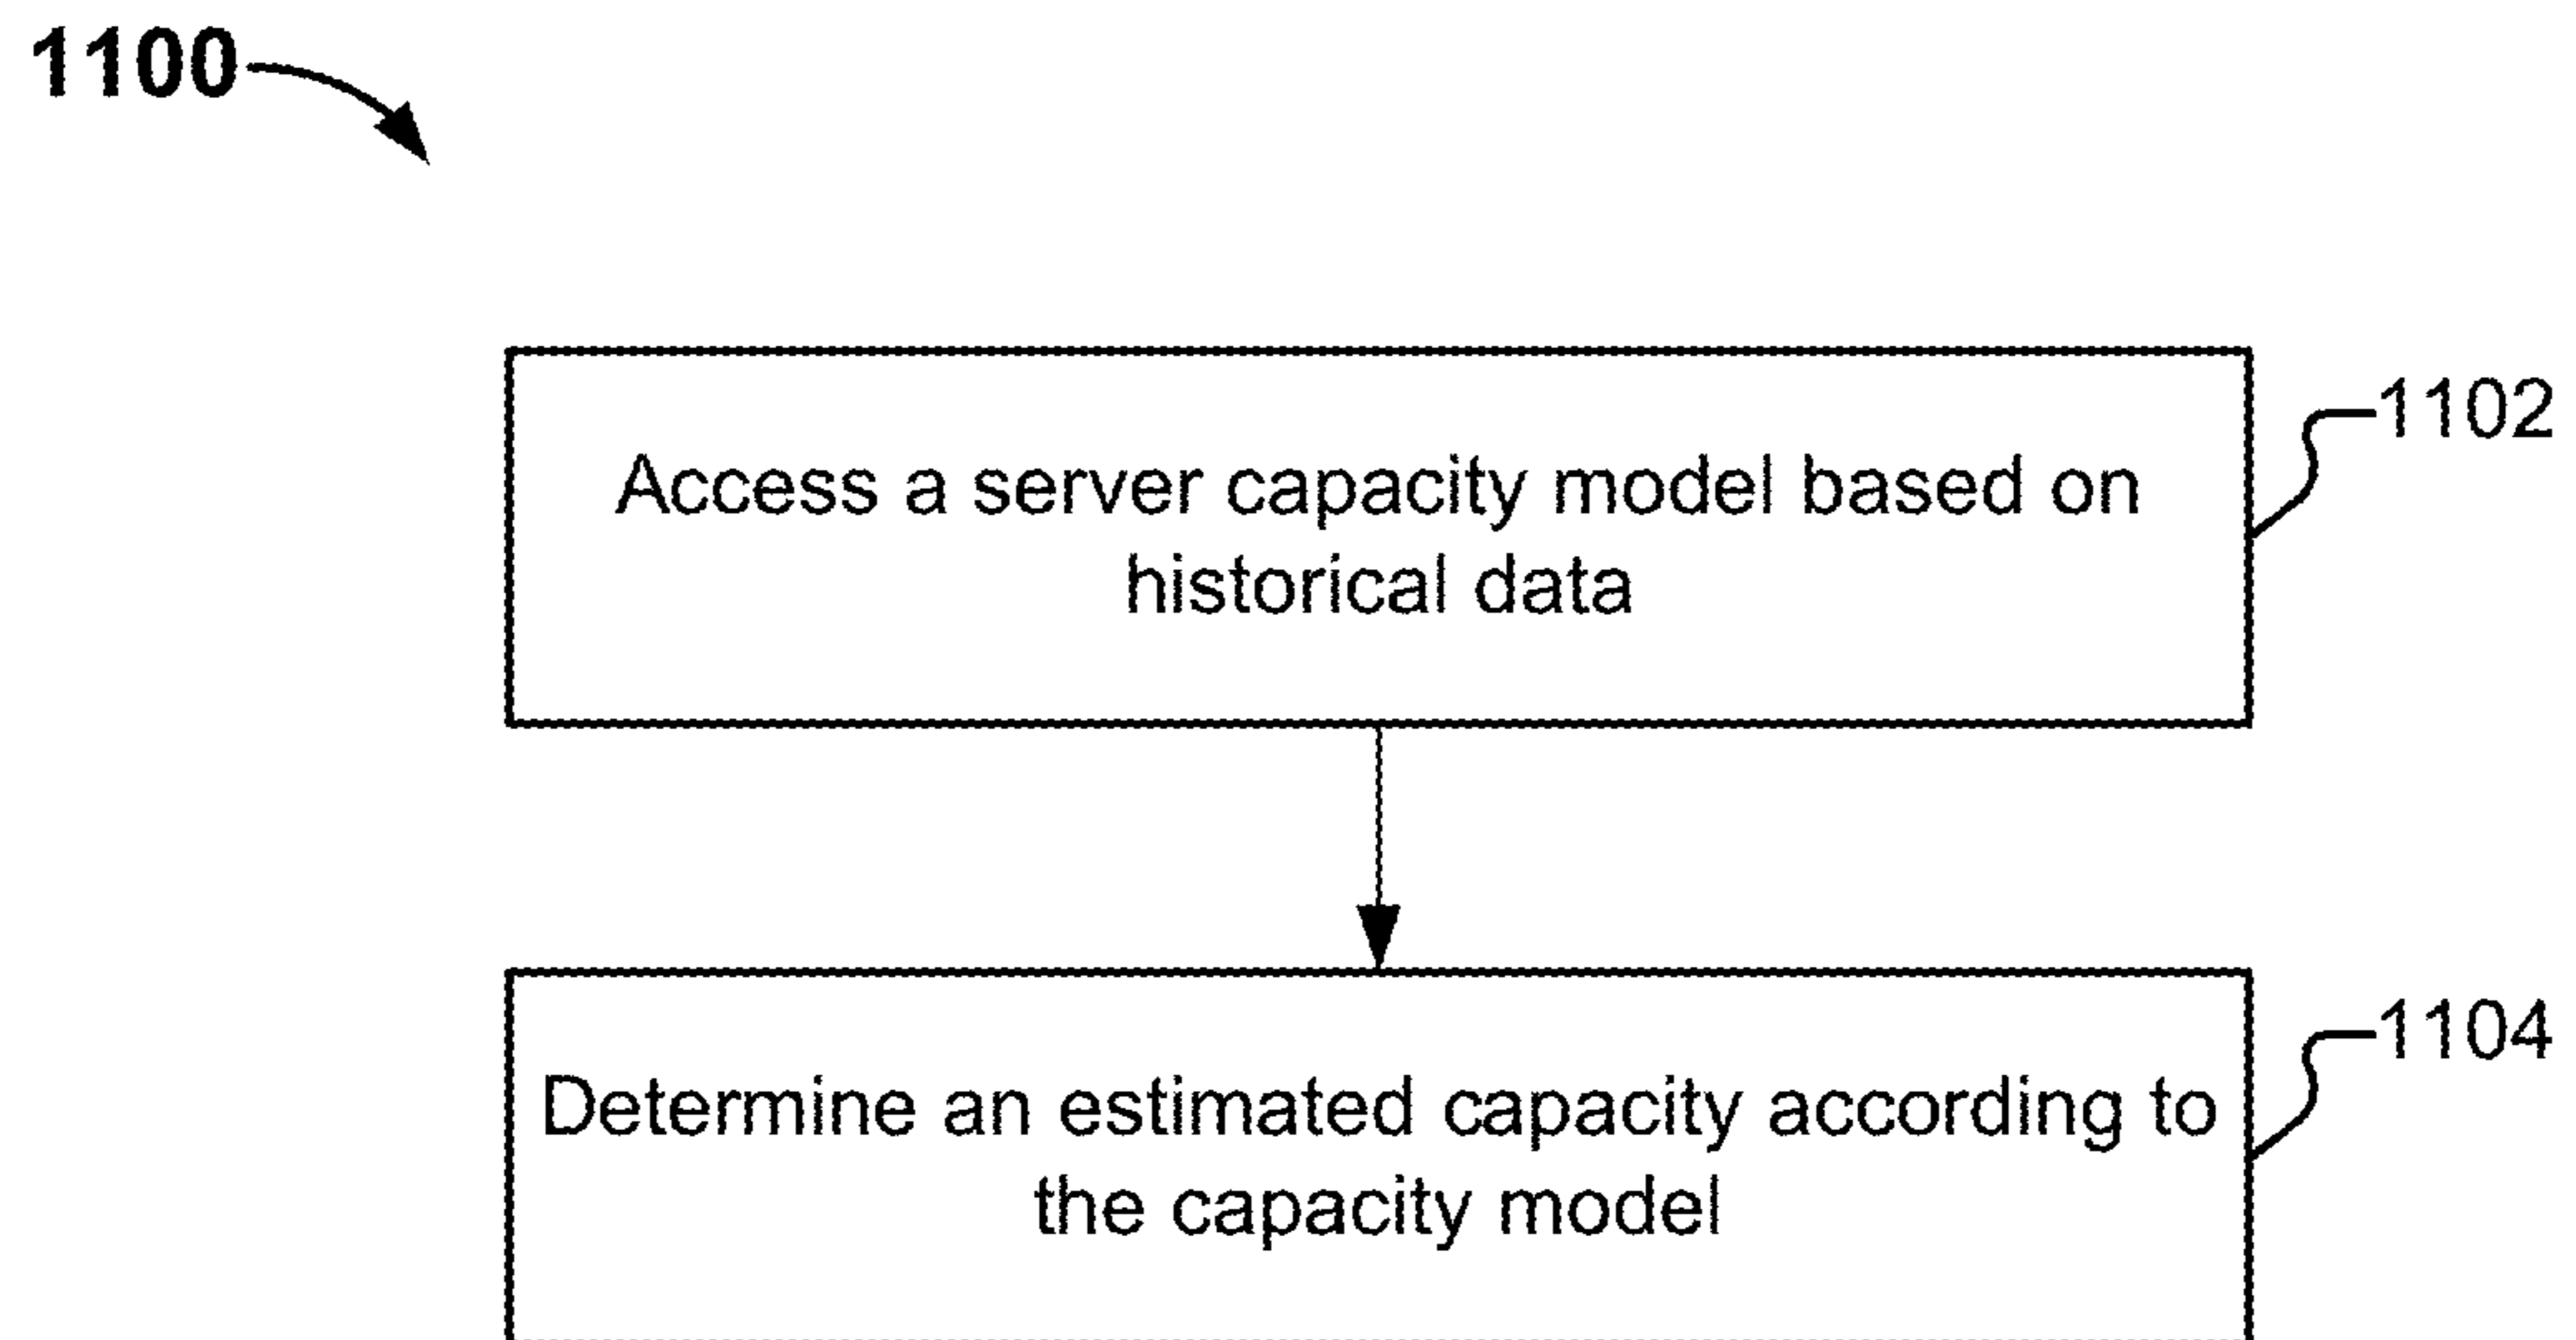 1100
1102
Access a server capacity model based on
historical data
1104
Determine an estimated capacity according to
the capacity model